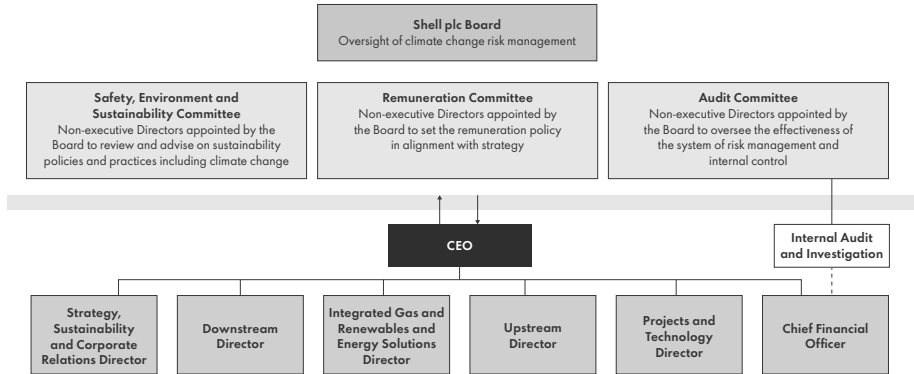 Shell plc Board
Oversight of climate change risk management
Safety, Environment and
Sustainability Committee
Non-executive Directors appointed by the
Board to review and advise on sustainability
policies and practices including climate change
Remuneration Committee
Non-executive Directors appointed by
the Board to set the remuneration policy
in alignment with strategy
Audit Committee
Non-executive Directors appointed by
the Board to oversee the effectiveness of
the system of risk management and
internal control
CEO
Internal Audit
and Investigation
Strategy,
Sustainability
and Corporate
Relations Director
Downstream
Director
Integrated Gas and
Renewables and
Energy Solutions
Director
Upstream
Director
Projects and
Technology
Director
Chief Financial
Officer